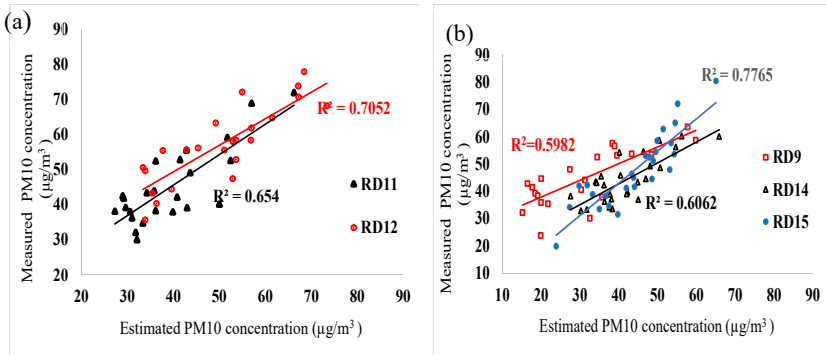 (a)
90
80
70
60
50
40
30
20
Measured PM10 concentration
(µg/m³)
R² = 0.7052
R² = 0.654
RD11
RD12
20 30 40 50 60 70 80 90
Estimated PM10 concentration (µg/m³)
(b)
90
80
70
60
50
40
30
20
10
Measured PM10 concentration
(µg/m³)
R² = 0.7765
R²=0.5982
R² = 0.6062
RD9
RD14
RD15
10 20 30 40 50 60 70 80 90
Estimated PM10 concentration (µg/m³)